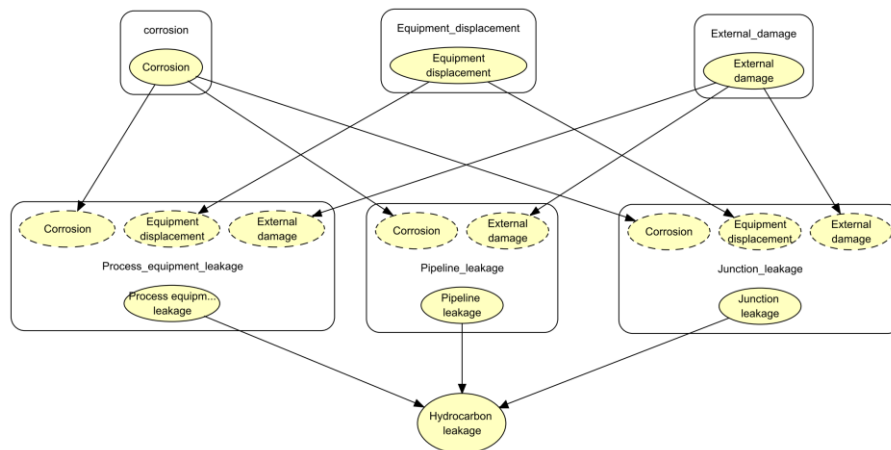 corrosion
Equipment_displacement
External_damage
Corrosion
Equipment
displacement
External
damage
Corrosion
Equipment
displacement
External
damage
Corrosion
External
damage
Corrosion
Equipment
displacement
External
damage
Process_equipment_leakage
Pipeline_leakage
Junction_leakage
Process equipm...
leakage
Pipeline
leakage
Junction
leakage
Hydrocarbon
leakage